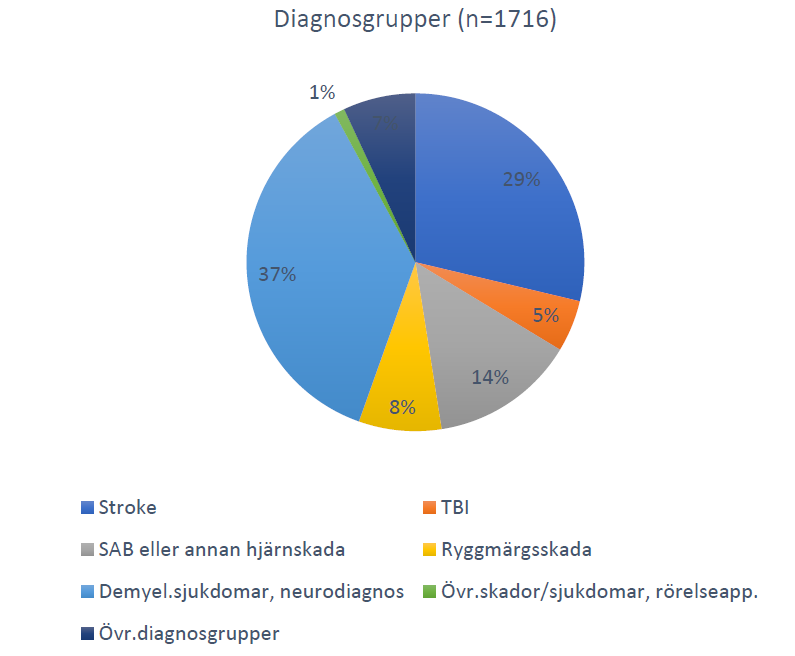 Diagnosgrupper (n=1716)
1%
7%
29%
37%
5%
14%
8%
Stroke
TBI
SAB eller annan hjärnskada
Ryggmärgsskada
Demyel.sjukdomar, neurodiagnos
Övr.skador/sjukdomar, rörelseapp.
Övr.diagnosgrupper